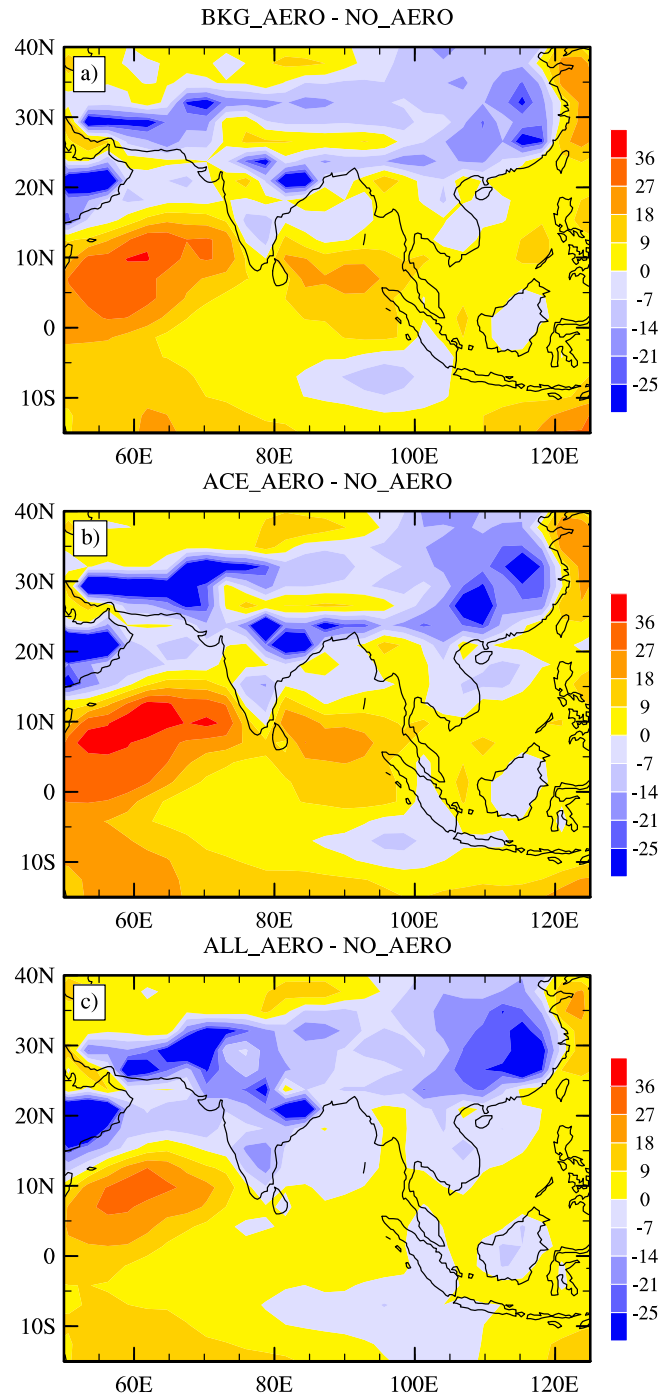 BKG_AERO - NO_AERO
40N
a)
30N
20N
10N
0
10S
60E 80E 100E 120E
36
27
18
9
0
-7
-14
-21
-25
ACE_AERO - NO_AERO
40N
b)
30N
20N
10N
0
10S
60E 80E 100E 120E
36
27
18
9
0
-7
-14
-21
-25
ALL_AERO - NO_AERO
40N
c)
30N
20N
10N
0
10S
60E 80E 100E 120E
36
27
18
9
0
-7
-14
-21
-25